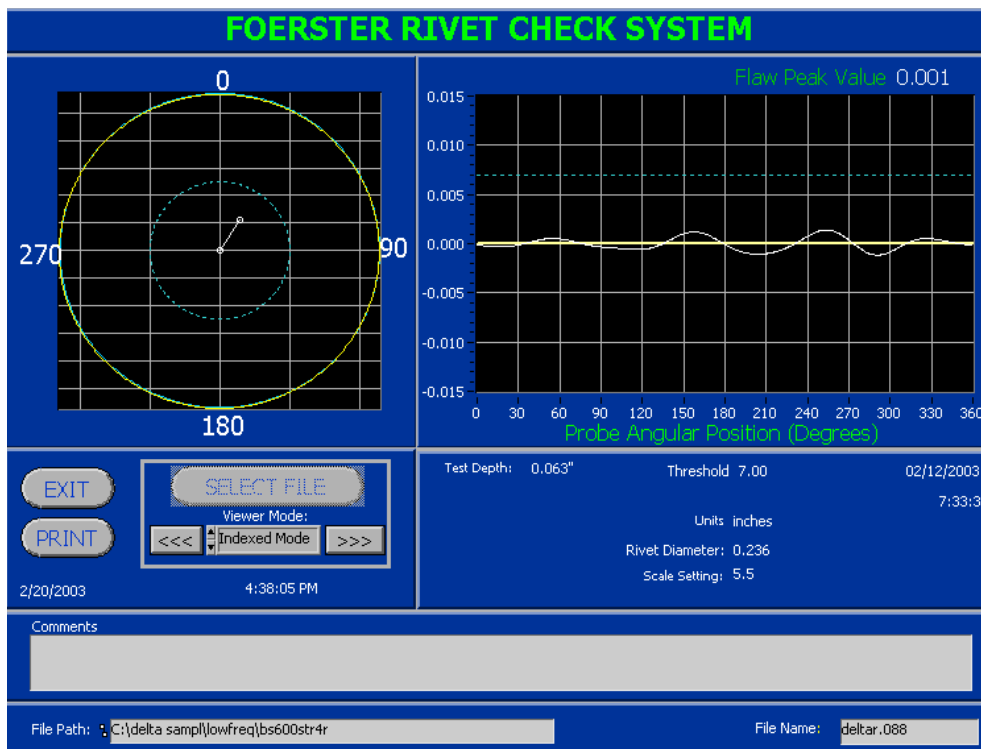 FOERSTER RIVET CHECK SYSTEM
0
270
90
180
Flaw Peak Value 0.001
0.015
0.010
0.005
0.000
-0.005
-0.010
-0.015
0 30 60 90 120 150 180 210 240 270 300 330 360
Probe Angular Position (Degrees)
EXIT
PRINT
SELECT FILE
Viewer Mode:
<<< Indexed Mode >>>
2/20/2003 4:38:05 PM
Test Depth: 0.063" Threshold 7.00 02/12/2003
7:33:3
Units inches
Rivet Diameter: 0.236
Scale Setting: 5.5
Comments
File Path: C:\delta sampl\lowfreq\bs600str4r
File Name: deltar.088